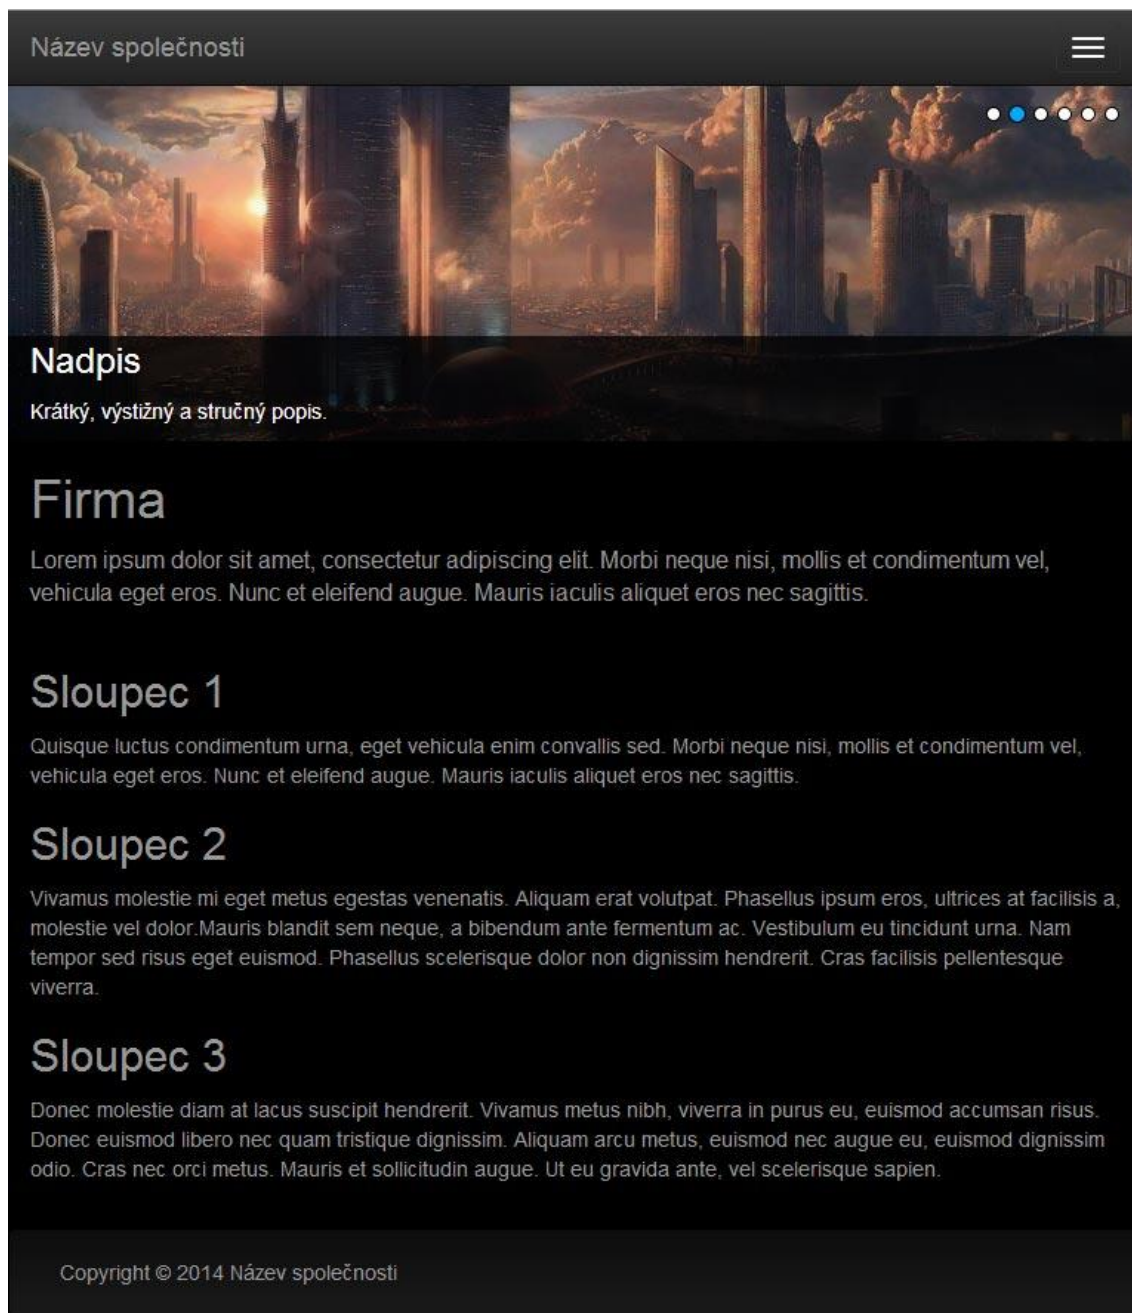 Název společnosti
Nadpis
Krátký, výstižný a stručný popis.
Firma
Lorem ipsum dolor sit amet, consectetur adipiscing elit. Morbi neque nisi, mollis et condimentum vel,
vehicula eget eros. Nunc et eleifend augue. Mauris iaculis aliquet eros nec sagittis.
Sloupec 1
Quisque luctus condimentum urna, eget vehicula enim convallis sed. Morbi neque nisi, mollis et condimentum vel,
vehicula eget eros. Nunc et eleifend augue. Mauris iaculis aliquet eros nec sagittis.
Sloupec 2
Vivamus molestie mi eget metus egestas venenatis. Aliquam erat volutpat. Phasellus ipsum eros, ultrices at facilisis a,
molestie vel dolor.Mauris blandit sem neque, a bibendum ante fermentum ac. Vestibulum eu tincidunt urna. Nam
tempor sed risus eget euismod. Phasellus scelerisque dolor non dignissim hendrerit. Cras facilisis pellentesque
viverra.
Sloupec 3
Donec molestie diam at lacus suscipit hendrerit. Vivamus metus nibh, viverra in purus eu, euismod accumsan risus.
Donec euismod libero nec quam tristique dignissim. Aliquam arcu metus, euismod nec augue eu, euismod dignissim
odio. Cras nec orci metus. Mauris et sollicitudin augue. Ut eu gravida ante, vel scelerisque sapien.
Copyright © 2014 Název společnosti